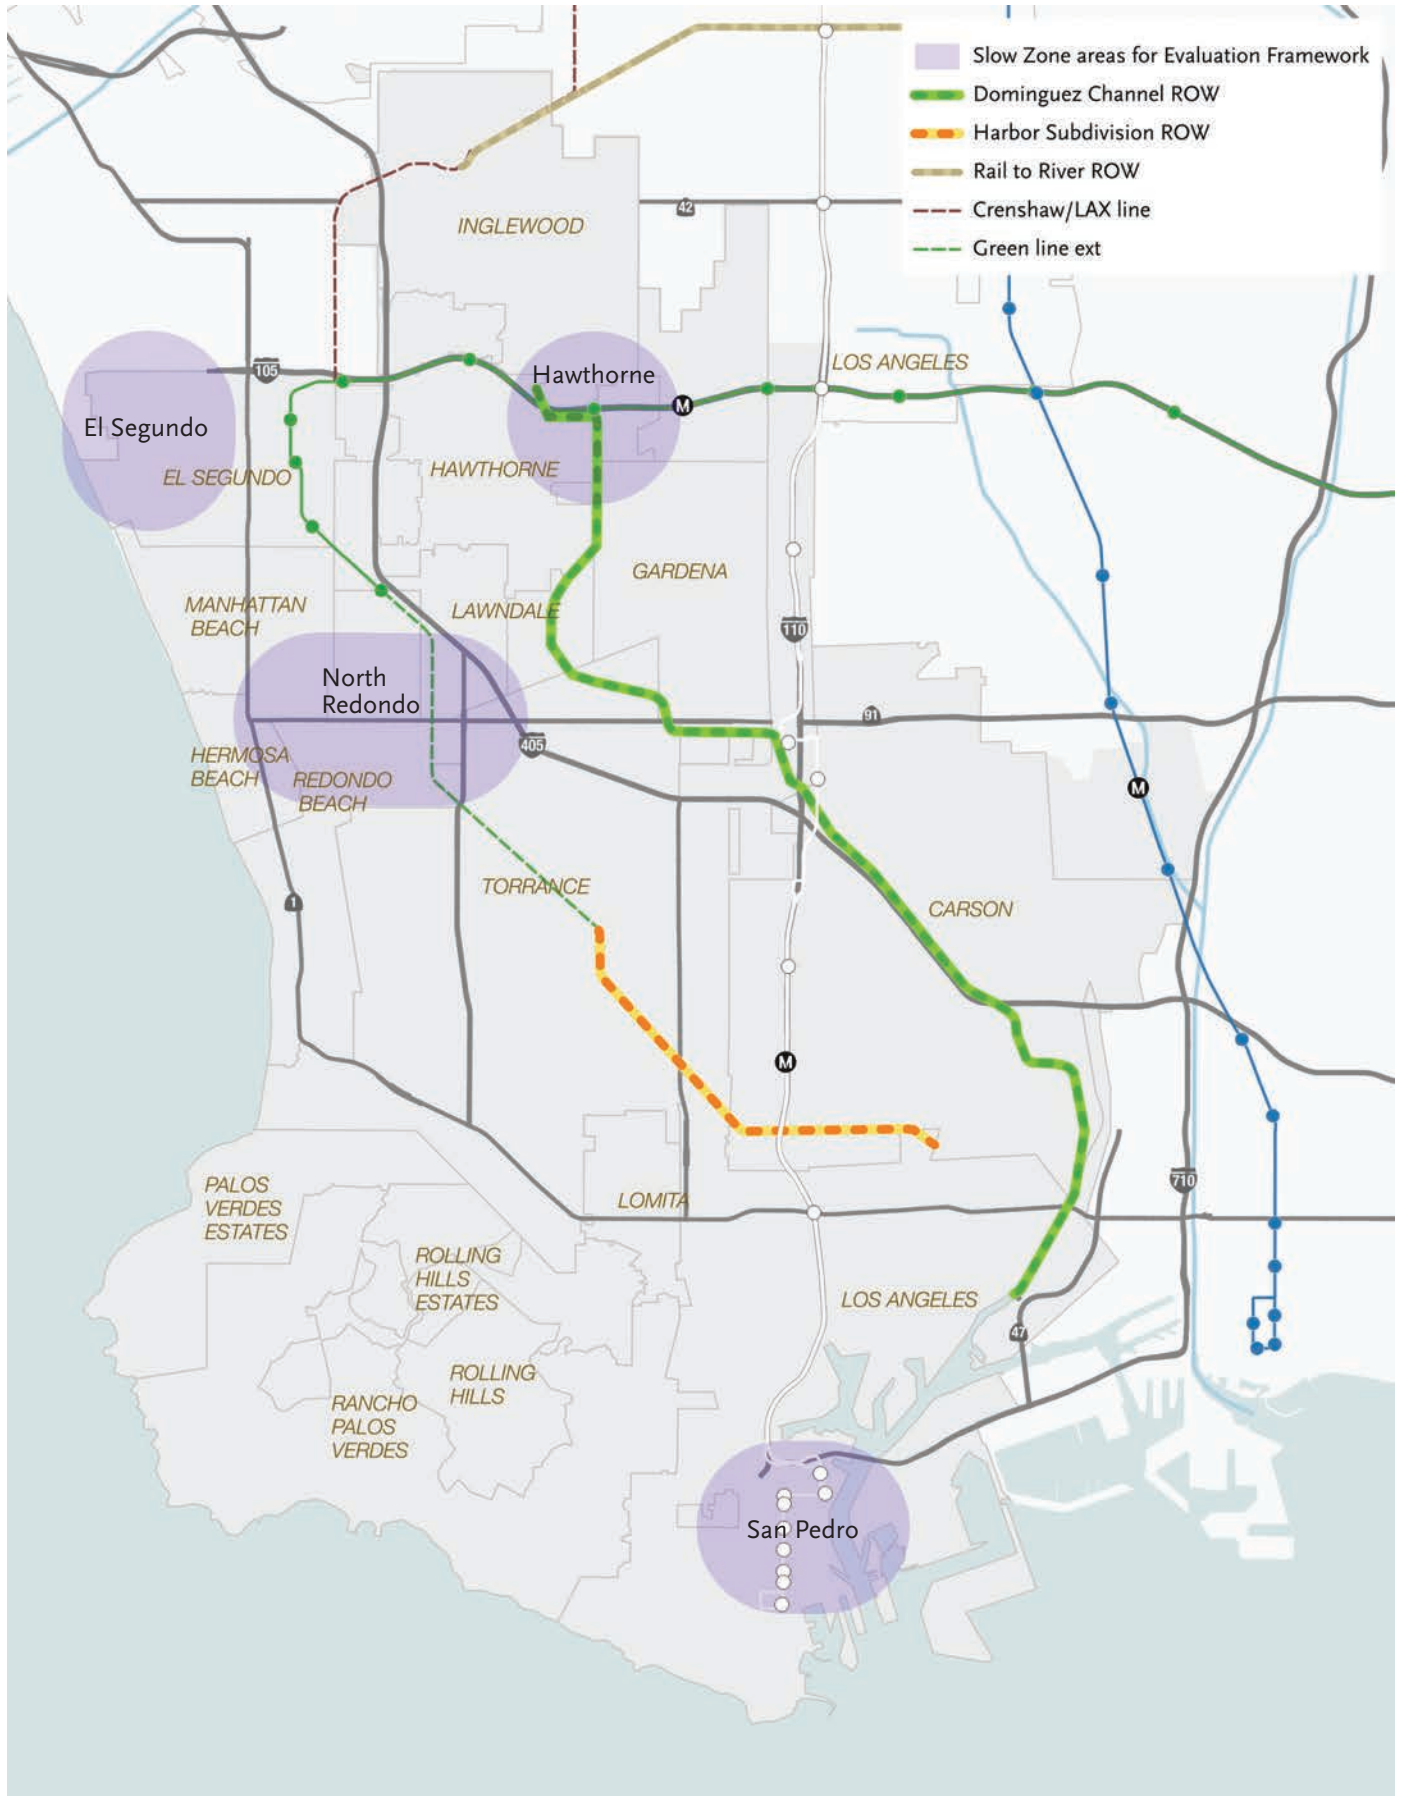 Slow Zone areas for Evaluation Framework
Dominguez Channel ROW
Harbor Subdivision ROW
Rail to River ROW
Crenshaw/LAX line
Green line ext
42
INGLEWOOD
105
Hawthorne
LOS ANGELES
M
El Segundo
EL SEGUNDO
HAWTHORNE
GARDENA
MANHATTAN
BEACH
LAWNDALE
110
North
Redondo
91
405
HERMOSA
BEACH
REDONDO
BEACH
M
TORRANCE
1
CARSON
M
710
PALOS
VERDES
ESTATES
LOMITA
ROLLING
HILLS
ESTATES
LOS ANGELES
47
ROLLING
HILLS
RANCHO
PALOS
VERDES
San Pedro